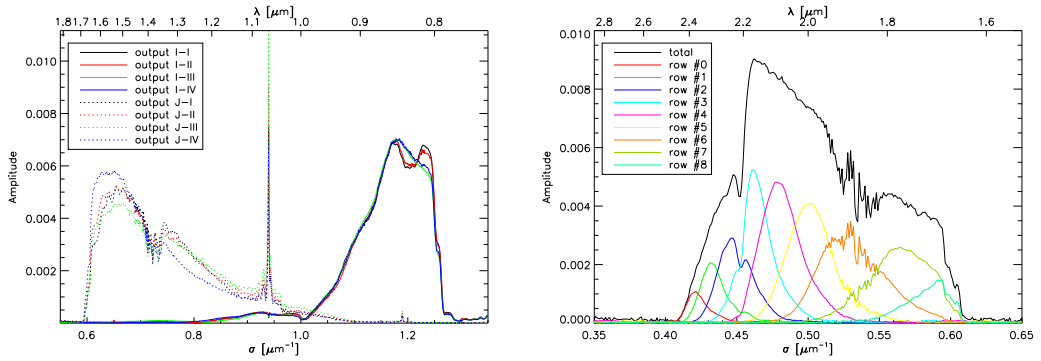 λ [μm]
1.81.7 1.6 1.5 1.4 1.3 1.2 1.1 1.0 0.9 0.8
0.010
0.008
0.006
0.004
0.002
Amplitude
output I-I
output I-II
output I-III
output I-IV
output J-I
output J-II
output J-III
output J-IV
0.6 0.8 1.0 1.2
σ [μm⁻¹]
λ [μm]
2.8 2.6 2.4 2.2 2.0 1.8 1.6
0.010
0.008
0.006
0.004
0.002
0.000
Amplitude
total
row #0
row #1
row #2
row #3
row #4
row #5
row #6
row #7
row #8
0.35 0.40 0.45 0.50 0.55 0.60 0.65
σ [μm⁻¹]